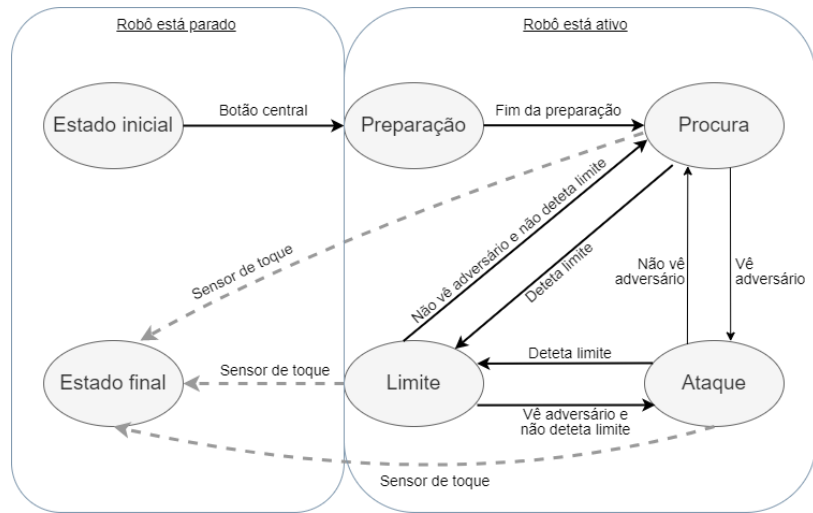 Robô está parado
Robô está ativo
Estado inicial
Botão central
Preparação
Fim da preparação
Procura
Sensor de toque
Não vê adversário e não deteta limite
Deteta limite
Não vê
adversário
Vê
adversário
Estado final
Sensor de toque
Limite
Deteta limite
Ataque
Vê adversário e
não deteta limite
Sensor de toque